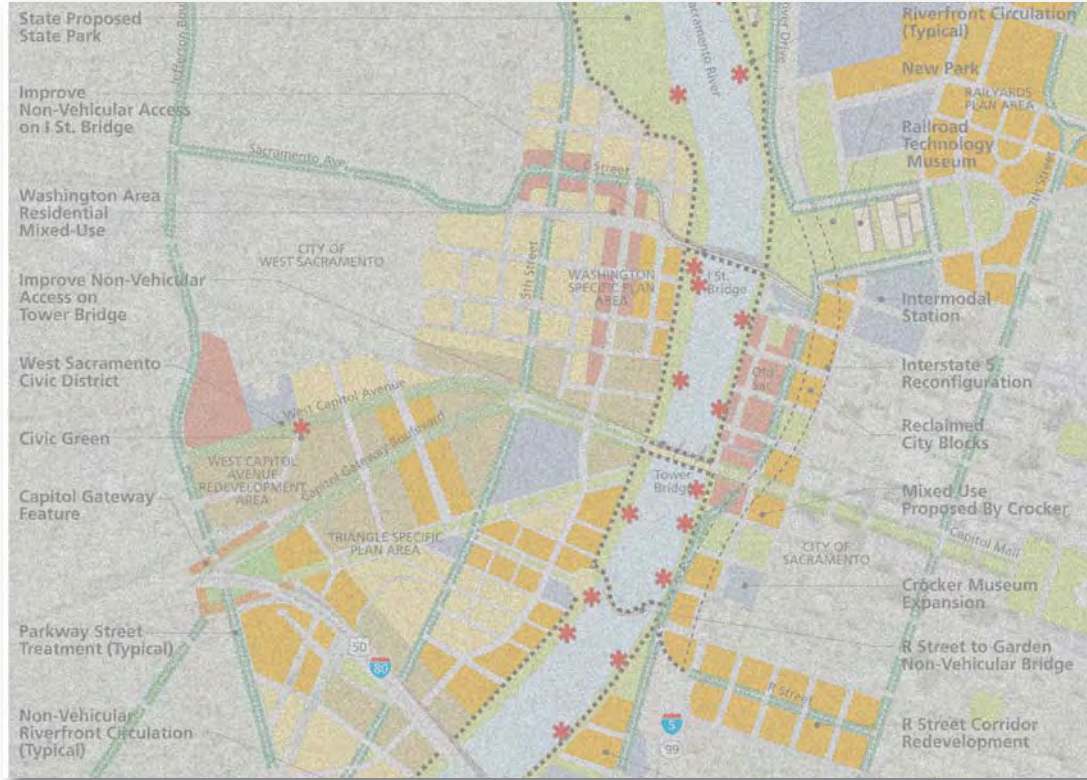 State Proposed
State Park
Improve
Non-Vehicular Access
on I St. Bridge
Washington Area
Residential
Mixed-Use
Improve Non-Vehicular
Access on
Tower Bridge
West Sacramento
Civic District
Civic Green
Capitol Gateway
Feature
Parkway Street
Treatment (Typical)
Non-Vehicular
Riverfront Circulation
(Typical)
Sacramento Ave.
CITY OF
WEST SACRAMENTO
5th Street
Street
WASHINGTON
SPECIFIC PLAN
AREA
Sacramento River
I St.
Bridge
West Capitol Avenue
Capitol Gateway Boulevard
WEST CAPITOL
AVENUE
REDEVELOPMENT
AREA
TRIANGLE SPECIFIC
PLAN AREA
Tower
Bridge
Old
Sac
50
80
5
99
CITY OF
SACRAMENTO
Capitol Mall
R Street
7th Street
RAILYARDS
PLAN AREA
Riverfront Circulation
(Typical)
New Park
Railroad
Technology
Museum
Intermodal
Station
Interstate 5
Reconfiguration
Reclaimed
City Blocks
Mixed Use
Proposed By Crocker
Crocker Museum
Expansion
R Street to Garden
Non-Vehicular Bridge
R Street Corridor
Redevelopment